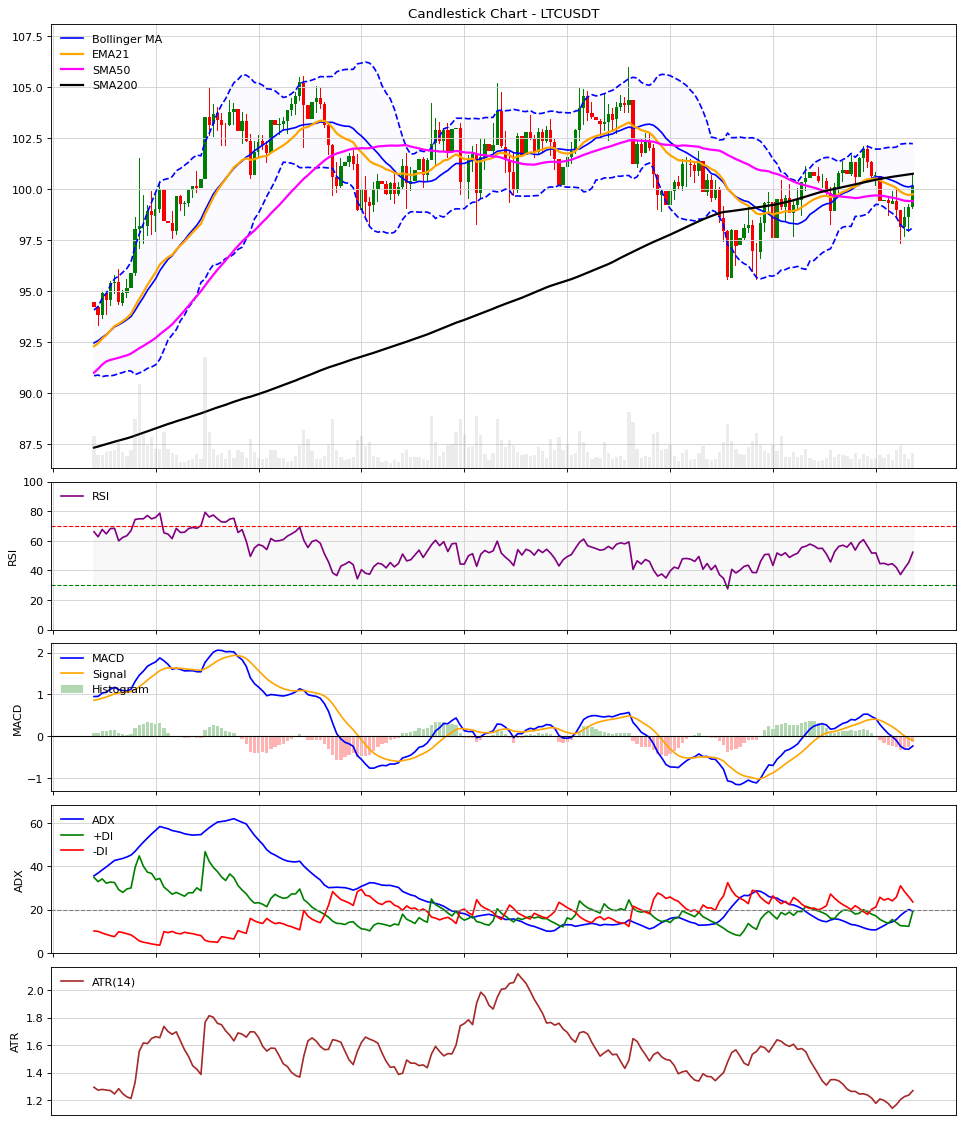 Candlestick Chart - LTCUSDT
107.5
105.0
102.5
100.0
97.5
95.0
92.5
90.0
87.5
Bollinger MA
EMA21
SMA50
SMA200
RSI
100
80
60
40
20
0
RSI
MACD
2
1
0
−1
MACD
Signal
Histogram
ADX
60
40
20
0
ADX
+DI
-DI
ATR
2.0
1.8
1.6
1.4
1.2
ATR(14)